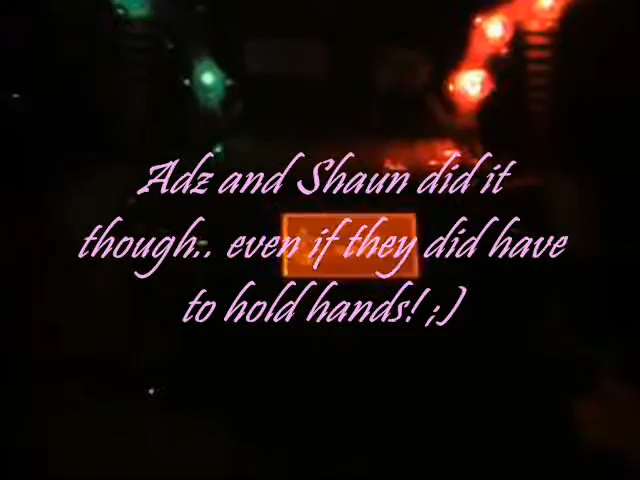 Adz and Shaun did it
though.. even if they did have
to hold hands! ;)